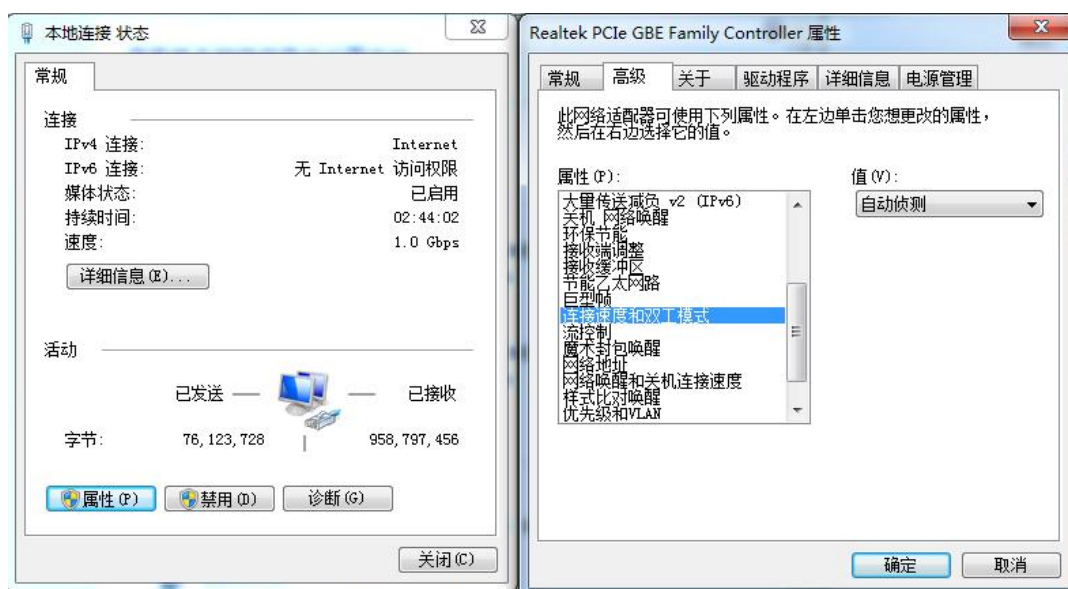 本地连接 状态
常规
连接
IPv4 连接: Internet
IPv6 连接: 无 Internet 访问权限
媒体状态: 已启用
持续时间: 02:44:02
速度: 1.0 Gbps
详细信息(E)...
活动
已发送 — — 已接收
字节: 76,123,728 | 958,797,456
属性(P) 禁用(D) 诊断(G)
关闭(C)
Realtek PCIe GBE Family Controller 属性
常规 高级 关于 驱动程序 详细信息 电源管理
此网络适配器可使用下列属性。在左边单击您想更改的属性,
然后在右边选择它的值。
属性(P): 值(V):
自动侦测
大量传送减负 v2 (IPv6)
关机 网络唤醒
环保节能
接收端调整
接收缓冲区
节能乙太网路
巨型帧
连接速度和双工模式
流控制
魔术封包唤醒
网络地址
网络唤醒和关机连接速度
样式比对唤醒
优先级和VLAN
确定 取消